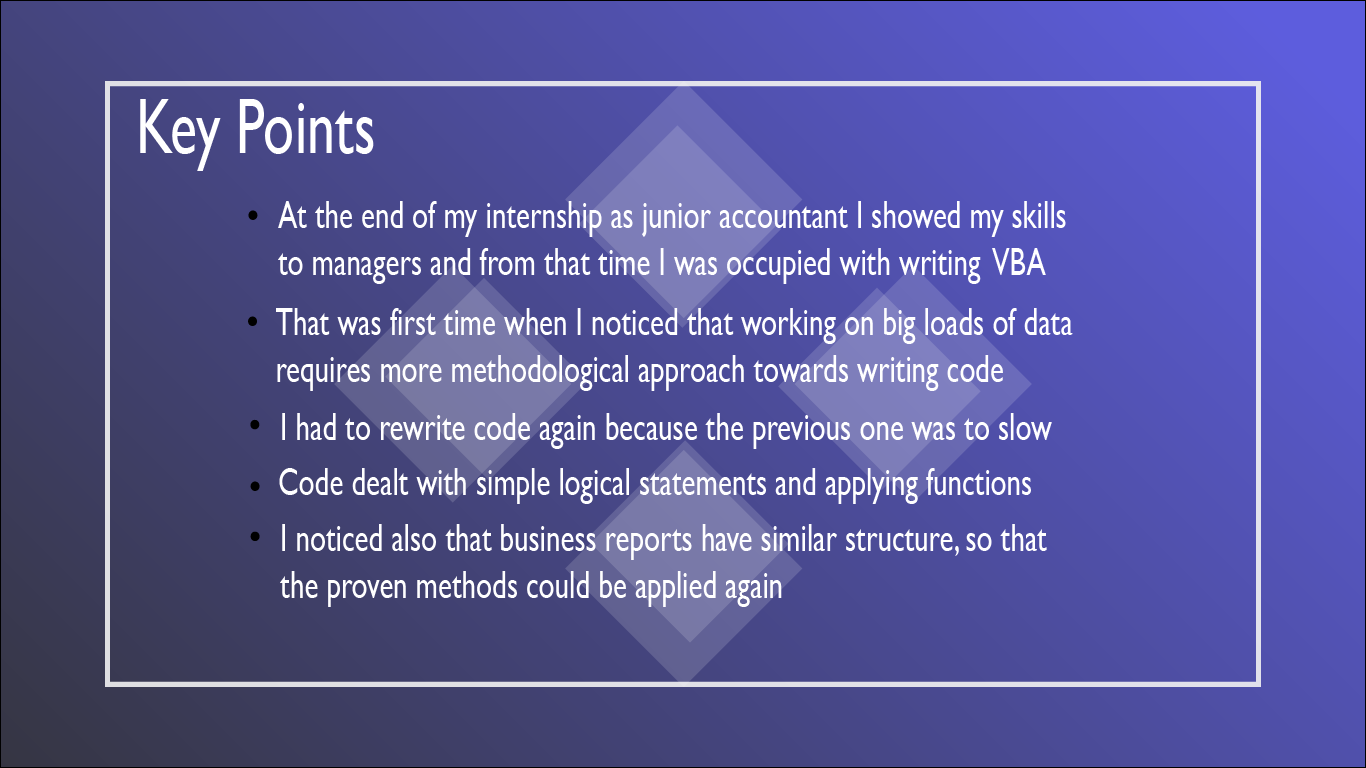 Key Points
• At the end of my internship as junior accountant I showed my skills
to managers and from that time I was occupied with writing VBA
• That was first time when I noticed that working on big loads of data
requires more methodological approach towards writing code
• I had to rewrite code again because the previous one was to slow
• Code dealt with simple logical statements and applying functions
• I noticed also that business reports have similar structure, so that
the proven methods could be applied again